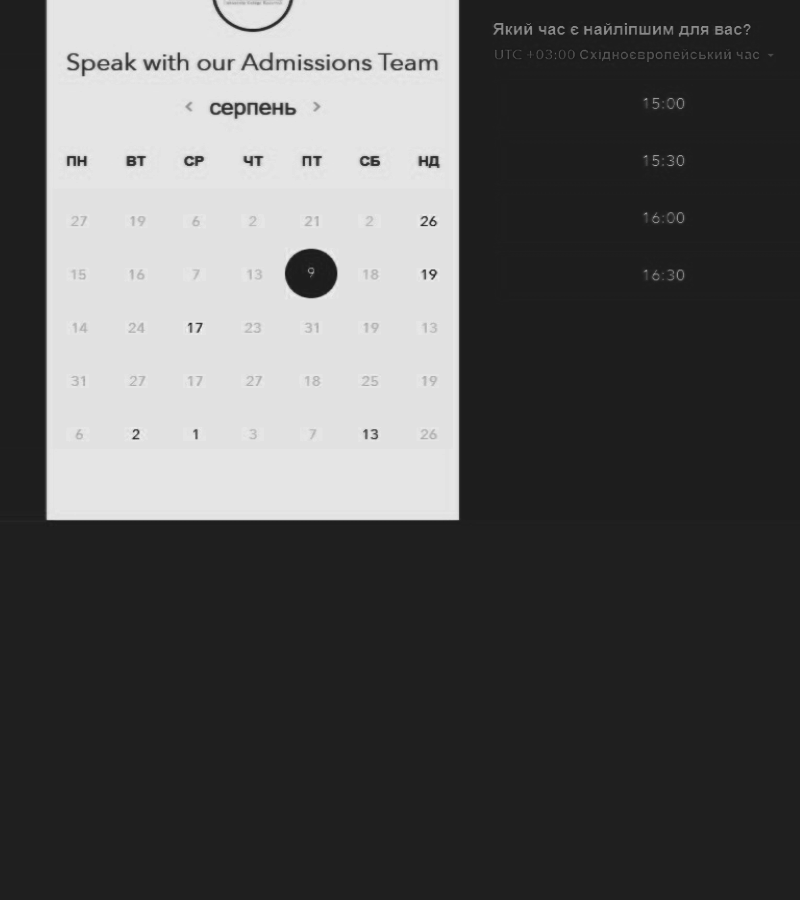 Speak with our Admissions Team
‹ серпень ›
ПН ВТ СР ЧТ ПТ СБ НД
27 19 6 2 21 2 26
15 16 7 13 9 18 19
14 24 17 23 31 19 13
31 27 17 27 18 25 19
6 2 1 3 7 13 26
Який час є найліпшим для вас?
UTC +03:00 Східноєвропейський час
15:00
15:30
16:00
16:30